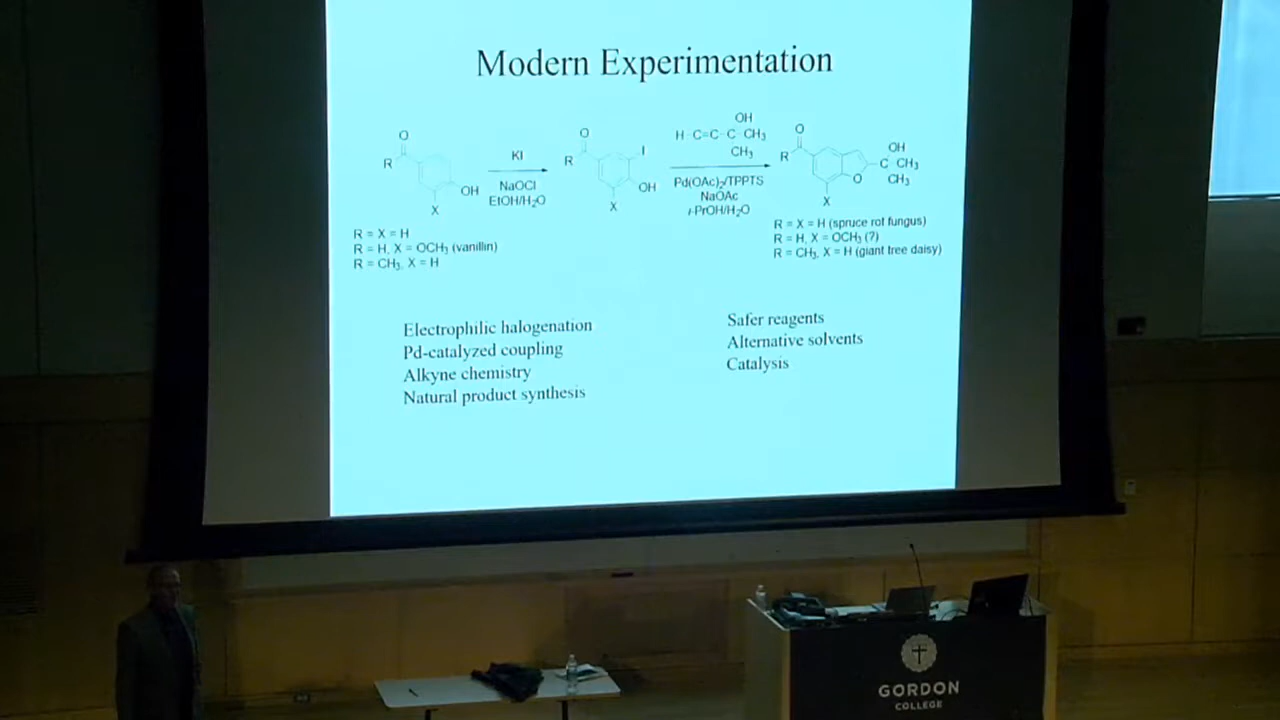 Modern Experimentation
O
R
OH
X
KI
NaOCl
EtOH/H₂O
O
R
I
OH
X
OH
H-C=C-C CH₃
CH₃
Pd(OAc)₂/TPPTS
NaOAc
i-PrOH/H₂O
O
R
O
X
OH
C CH₃
CH₃
R = X = H
R = H, X = OCH₃ (vanillin)
R = CH₃, X = H
R = X = H (spruce rot fungus)
R = H, X = OCH₃ (?)
R = CH₃, X = H (giant tree daisy)
Electrophilic halogenation
Pd-catalyzed coupling
Alkyne chemistry
Natural product synthesis
Safer reagents
Alternative solvents
Catalysis
GORDON
COLLEGE